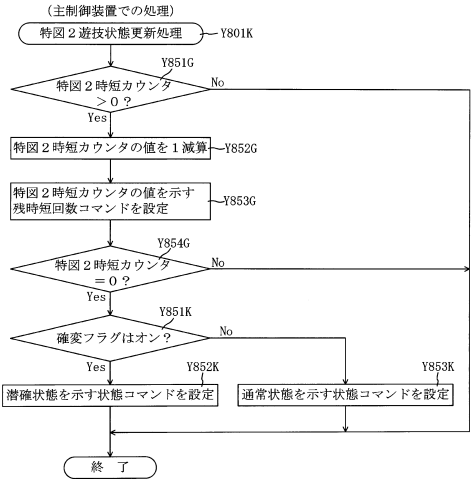 （主制御装置での処理）
特図２遊技状態更新処理
Y801K
Y851G
特図２時短カウンタ
＞０？
No
Yes
特図２時短カウンタの値を１減算
Y852G
特図２時短カウンタの値を示す
残時短回数コマンドを設定
Y853G
Y854G
特図２時短カウンタ
＝０？
No
Yes
Y851K
確変フラグはオン？
No
Yes
Y852K
Y853K
潜確状態を示す状態コマンドを設定
通常状態を示す状態コマンドを設定
終 了